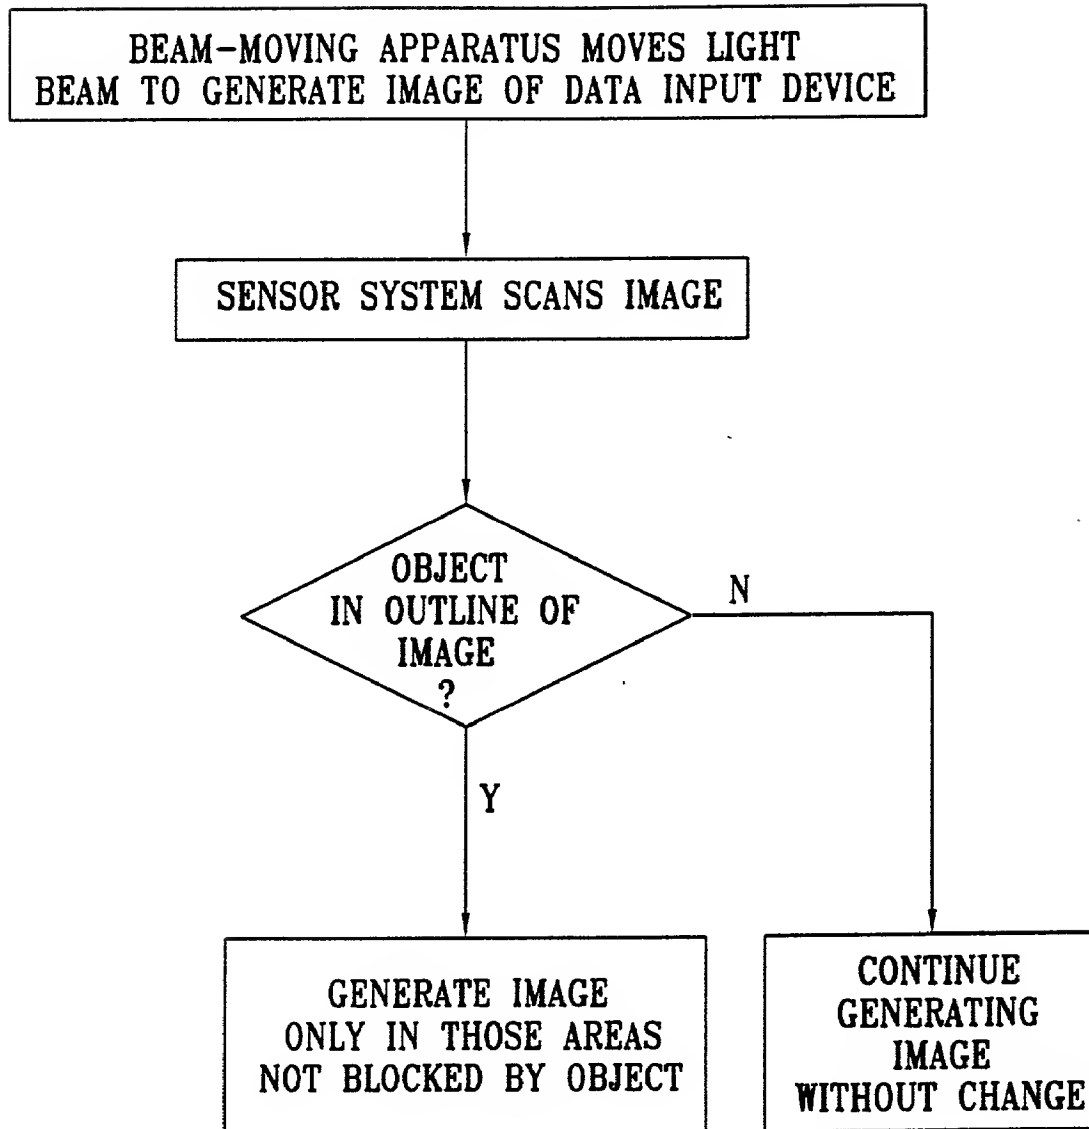 BEAM-MOVING APPARATUS MOVES LIGHT
BEAM TO GENERATE IMAGE OF DATA INPUT DEVICE
SENSOR SYSTEM SCANS IMAGE
OBJECT
IN OUTLINE OF
IMAGE
?
N
Y
GENERATE IMAGE
ONLY IN THOSE AREAS
NOT BLOCKED BY OBJECT
CONTINUE
GENERATING
IMAGE
WITHOUT CHANGE